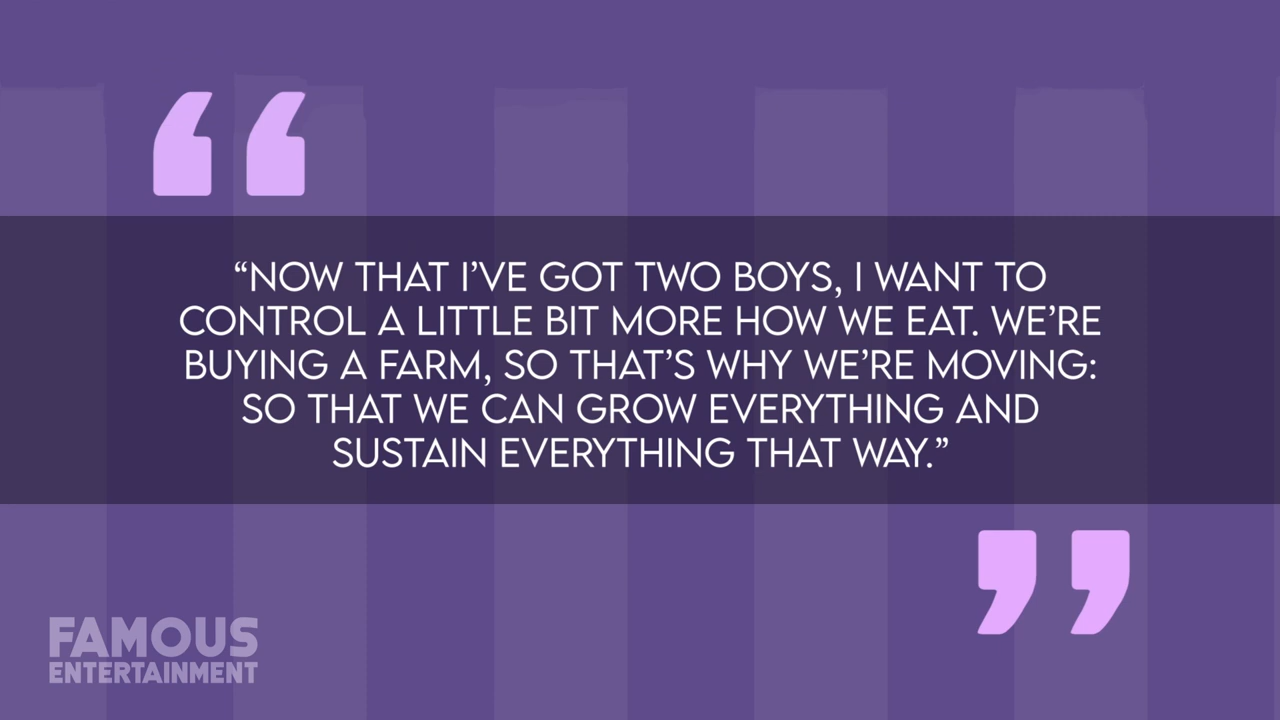 “NOW THAT I’VE GOT TWO BOYS, I WANT TO
CONTROL A LITTLE BIT MORE HOW WE EAT. WE’RE
BUYING A FARM, SO THAT’S WHY WE’RE MOVING:
SO THAT WE CAN GROW EVERYTHING AND
SUSTAIN EVERYTHING THAT WAY.”
FAMOUS
ENTERTAINMENT